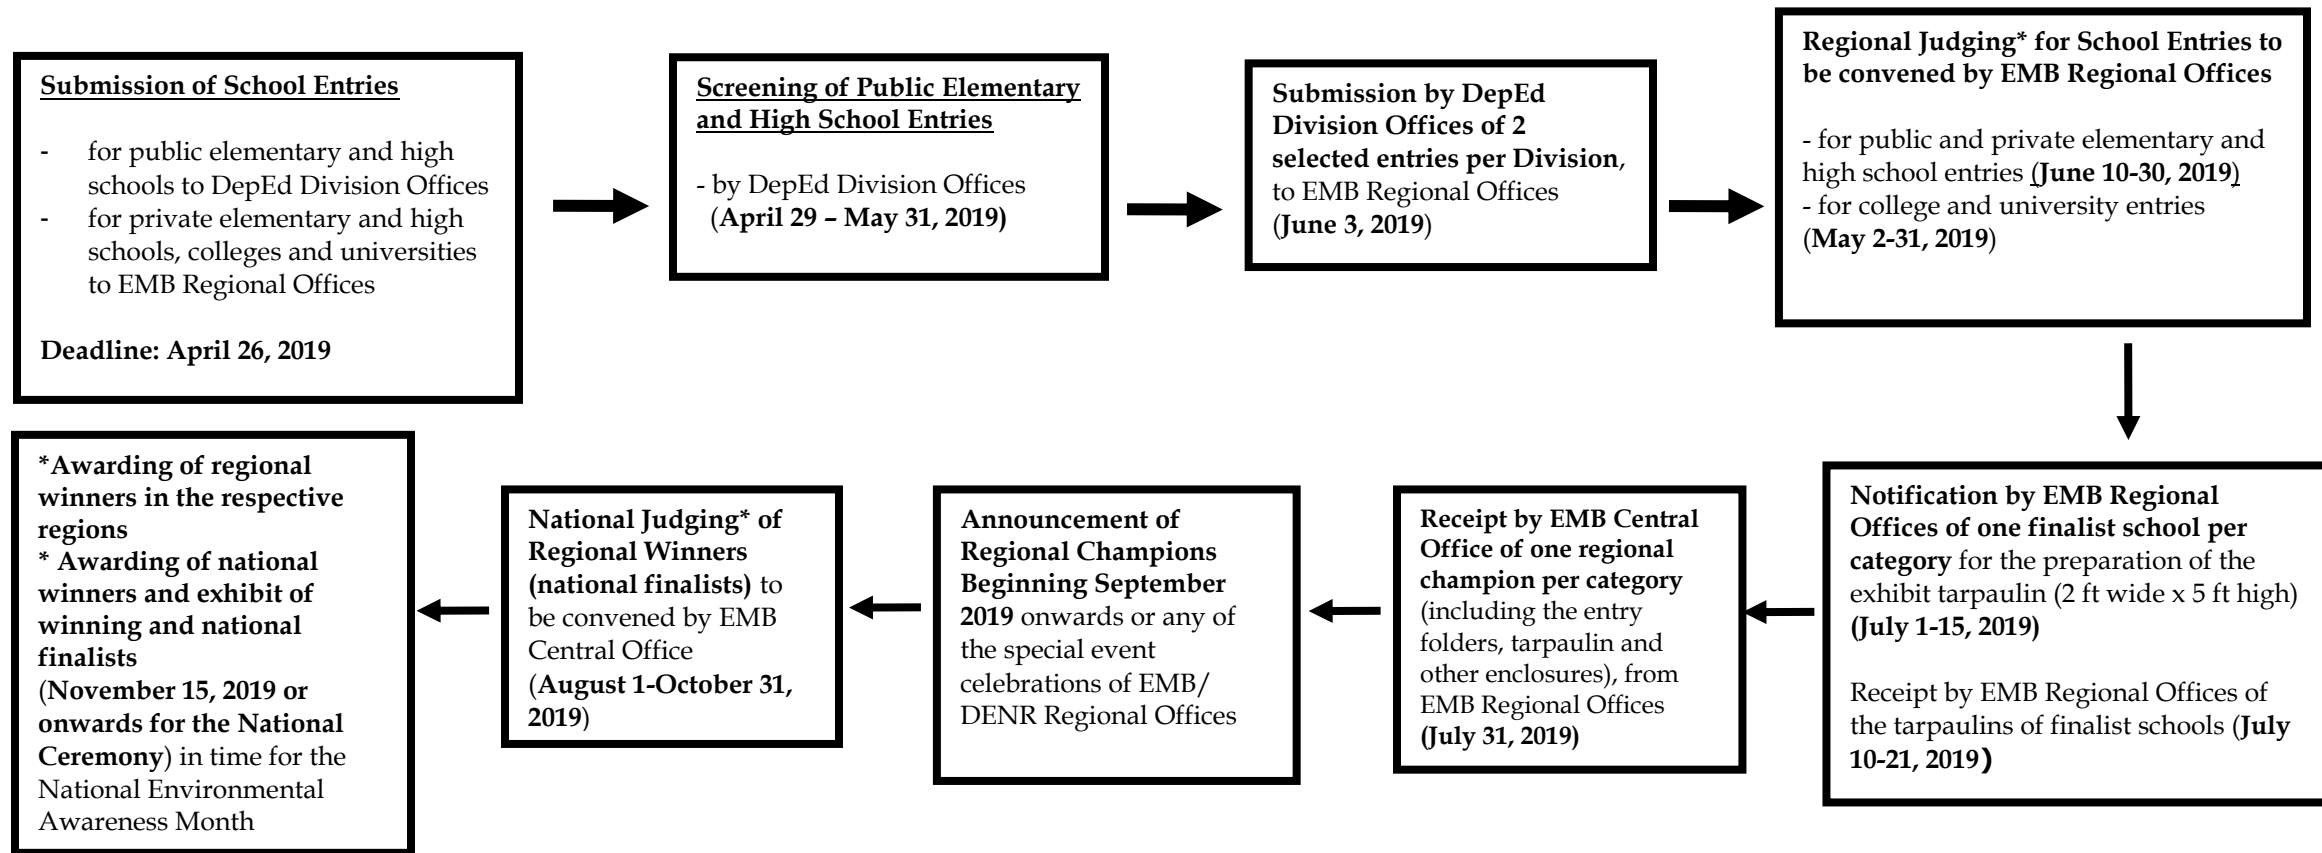 Submission of School Entries
- for public elementary and high
schools to DepEd Division Offices
- for private elementary and high
schools, colleges and universities
to EMB Regional Offices
Deadline: April 26, 2019
Screening of Public Elementary
and High School Entries
- by DepEd Division Offices
(April 29 – May 31, 2019)
Submission by DepEd
Division Offices of 2
selected entries per Division,
to EMB Regional Offices
(June 3, 2019)
Regional Judging* for School Entries to
be convened by EMB Regional Offices
- for public and private elementary and
high school entries (June 10-30, 2019)
- for college and university entries
(May 2-31, 2019)
Notification by EMB Regional
Offices of one finalist school per
category for the preparation of the
exhibit tarpaulin (2 ft wide x 5 ft high)
(July 1-15, 2019)
Receipt by EMB Regional Offices of
the tarpaulins of finalist schools (July
10-21, 2019)
Receipt by EMB Central
Office of one regional
champion per category
(including the entry
folders, tarpaulin and
other enclosures), from
EMB Regional Offices
(July 31, 2019)
Announcement of
Regional Champions
Beginning September
2019 onwards or any of
the special event
celebrations of EMB/
DENR Regional Offices
National Judging* of
Regional Winners
(national finalists) to
be convened by EMB
Central Office
(August 1-October 31,
2019)
*Awarding of regional
winners in the respective
regions
* Awarding of national
winners and exhibit of
winning and national
finalists
(November 15, 2019 or
onwards for the National
Ceremony) in time for the
National Environmental
Awareness Month